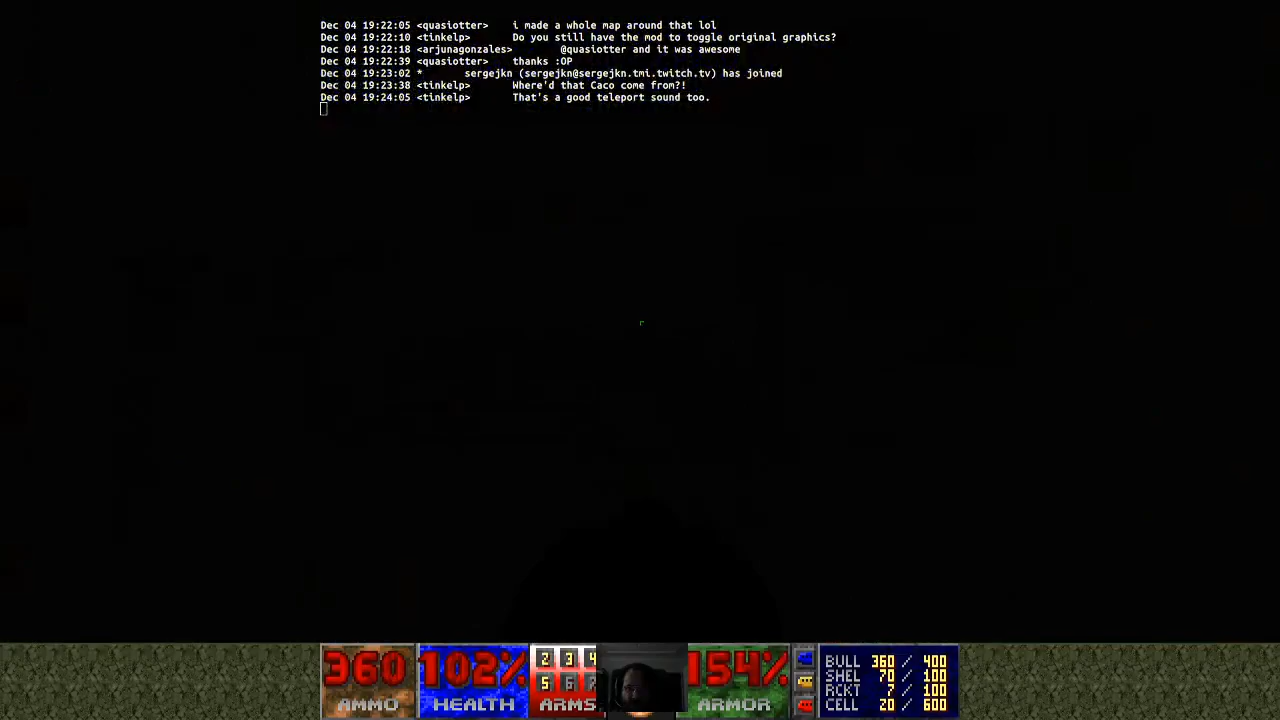 Dec 04 19:22:05 <quasiotter> i made a whole map around that lol
Dec 04 19:22:10 <tinkelp> Do you still have the mod to toggle original graphics?
Dec 04 19:22:18 <arjunagonzales> @quasiotter and it was awesome
Dec 04 19:22:39 <quasiotter> thanks :OP
Dec 04 19:23:02 * sergejkn (sergejkn@sergejkn.tmi.twitch.tv) has joined
Dec 04 19:23:38 <tinkelp> Where'd that Caco come from?!
Dec 04 19:24:05 <tinkelp> That's a good teleport sound too.
360 102% 2 3 4 154% BULL 360 / 400
SHEL 70 / 100
5 6 7 RCKT 7 / 100
AMMO HEALTH ARMS ARMOR CELL 20 / 600